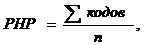 РНР = ∑ кодов / n ,